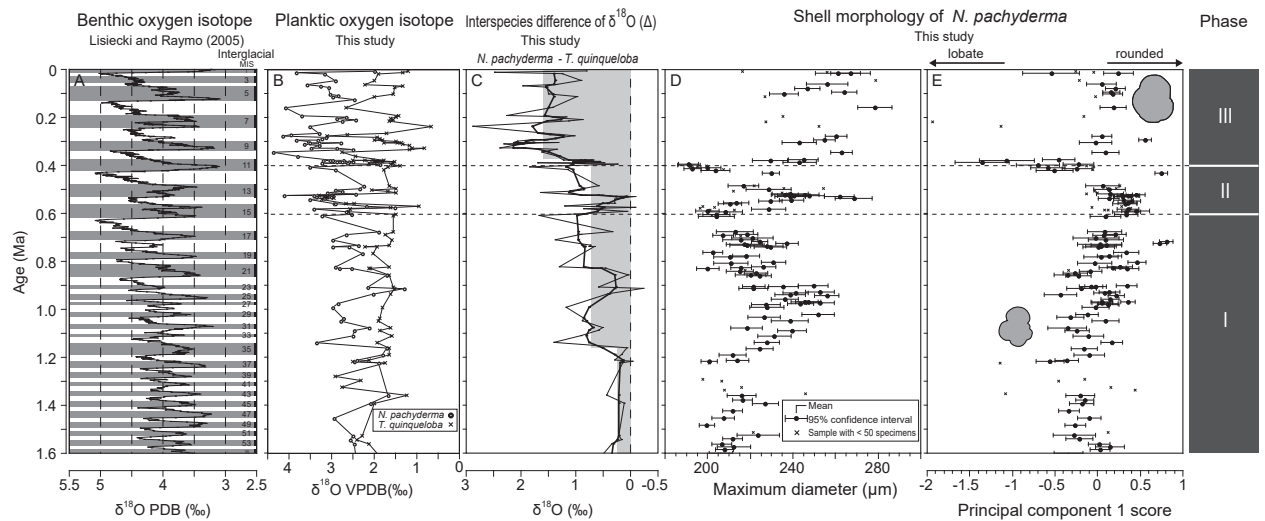 Benthic oxygen isotope
Lisiecki and Raymo (2005)
Interglacial
MIS
Planktic oxygen isotope
This study
Interspecies difference of δ18O (Δ)
This study
N. pachyderma - T. quinqueloba
Shell morphology of N. pachyderma
This study
lobate
rounded
Phase
A
B
C
D
E
0
0.2
0.4
0.6
0.8
1.0
1.2
1.4
1.6
Age (Ma)
3
5
7
9
11
13
15
17
19
21
23
25
27
29
31
33
35
37
39
41
43
45
47
49
51
53
N. pachyderma
T. quinqueloba
Mean
95% confidence interval
Sample with < 50 specimens
III
II
I
5.5 5 4 3 2.5
δ18O PDB (‰)
4 3 2 1 0
δ18O VPDB(‰)
3 2 1 0 -0.5
δ18O (‰)
200 240 280
Maximum diameter (μm)
-2 -1 -0.5 0 0.5 1
Principal component 1 score